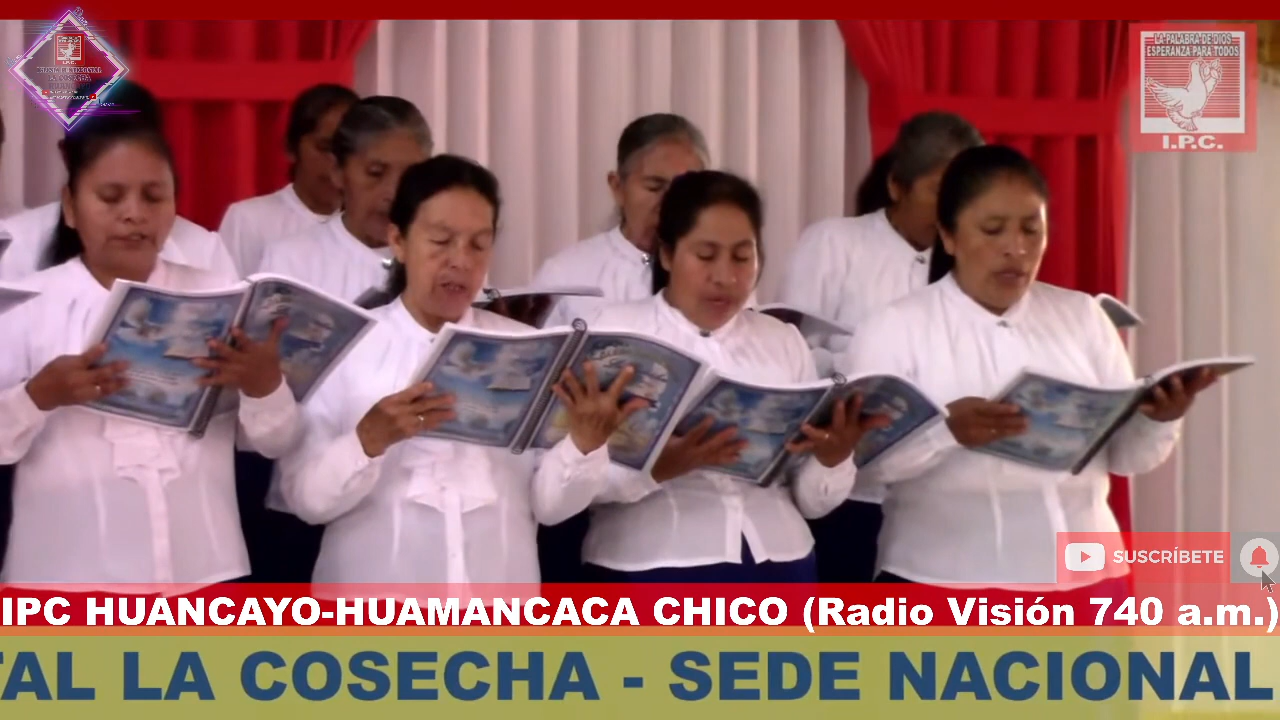 LA PALABRA DE DIOS
ESPERANZA PARA TODOS
I.P.C.
SUSCRÍBETE
IPC HUANCAYO-HUAMANCACA CHICO (Radio Visión 740 a.m.)
TAL LA COSECHA - SEDE NACIONAL